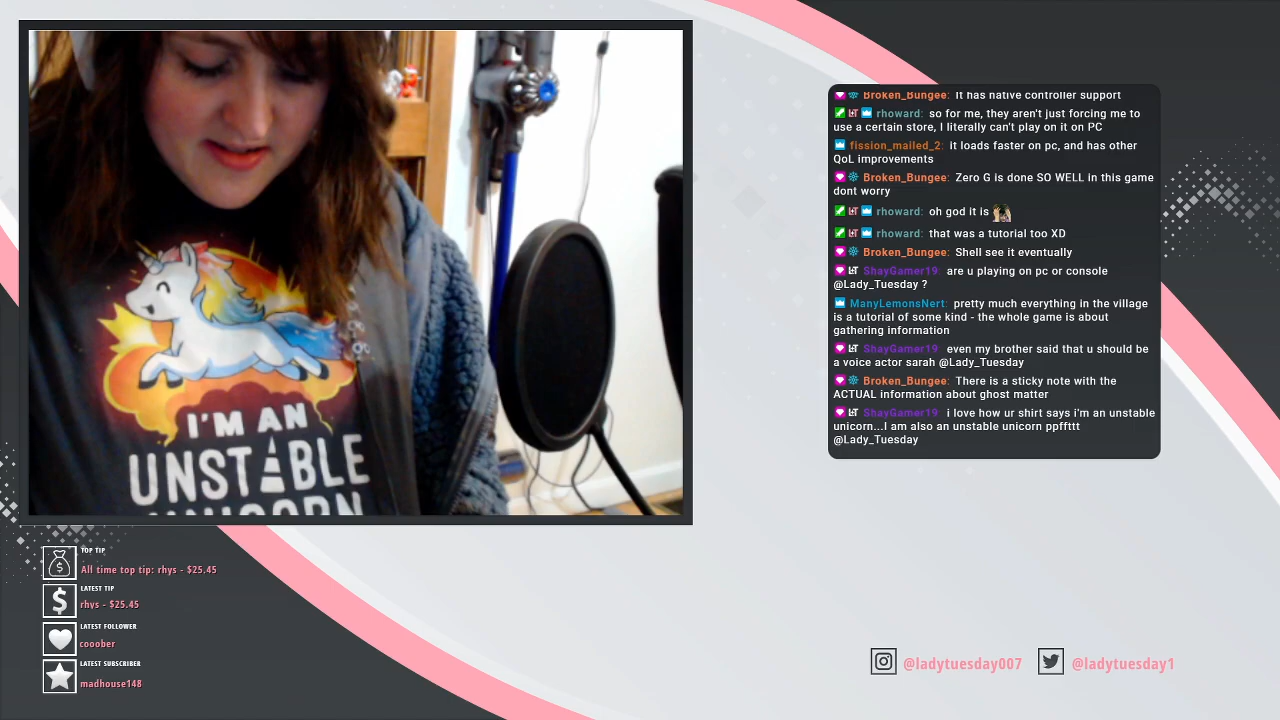 I'M AN
UNSTABLE
UNICORN
Broken_Bungee: It has native controller support
rhoward: so for me, they aren't just forcing me to
use a certain store, I literally can't play on it on PC
fission_mailed_2: it loads faster on pc, and has other
QoL improvements
Broken_Bungee: Zero G is done SO WELL in this game
dont worry
rhoward: oh god it is
rhoward: that was a tutorial too XD
Broken_Bungee: Shell see it eventually
ShayGamer19: are u playing on pc or console
@Lady_Tuesday ?
ManyLemonsNert: pretty much everything in the village
is a tutorial of some kind - the whole game is about
gathering information
ShayGamer19: even my brother said that u should be
a voice actor sarah @Lady_Tuesday
Broken_Bungee: There is a sticky note with the
ACTUAL information about ghost matter
ShayGamer19: i love how ur shirt says i'm an unstable
unicorn...I am also an unstable unicorn ppffttt
@Lady_Tuesday
TOP TIP
All time top tip: rhys - $25.45
LATEST TIP
rhys - $25.45
LATEST FOLLOWER
cooober
LATEST SUBSCRIBER
madhouse148
@ladytuesday007
@ladytuesday1